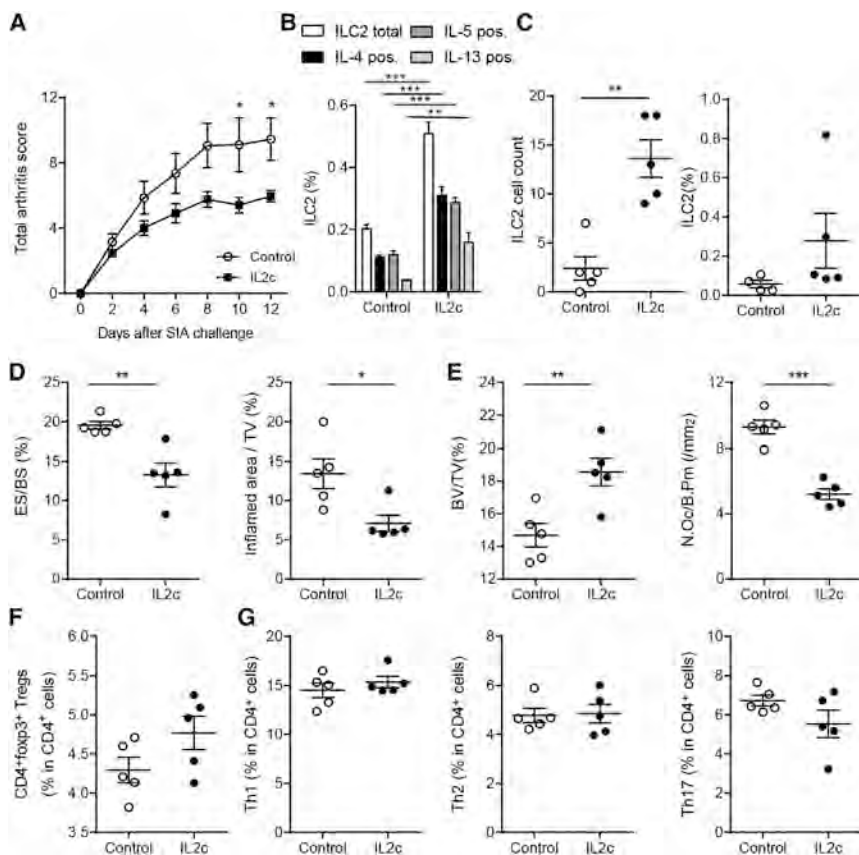 A
Total arthritis score
12
9
6
3
0
* *
Control
IL2c
0 2 4 6 8 10 12
Days after StA challenge
B
ILC2 total IL-5 pos.
IL-4 pos. IL-13 pos.
***
***
***
**
ILC2 (%)
0.6
0.4
0.2
0.0
Control IL2c
C
ILC2 cell count
20
15
10
5
0
**
Control IL2c
ILC2(%)
1.0
0.8
0.6
0.4
0.2
0.0
Control IL2c
D
ES/BS (%)
25
20
15
10
5
0
**
Control IL2c
Inflamed area / TV (%)
25
20
15
10
5
0
*
Control IL2c
E
BV/TV(%)
24
22
20
18
16
14
12
**
Control IL2c
N.Oc/B.Pm (/mm2)
12
9
6
3
0
***
Control IL2c
F
CD4+foxp3+ Tregs
(% in CD4+ cells)
6.0
5.5
5.0
4.5
4.0
3.5
Control IL2c
G
Th1 (% in CD4+ cells)
20
15
10
5
0
Control IL2c
Th2 (% in CD4+ cells)
8
6
4
2
0
Control IL2c
Th17 (% in CD4+ cells)
10
8
6
4
2
0
Control IL2c